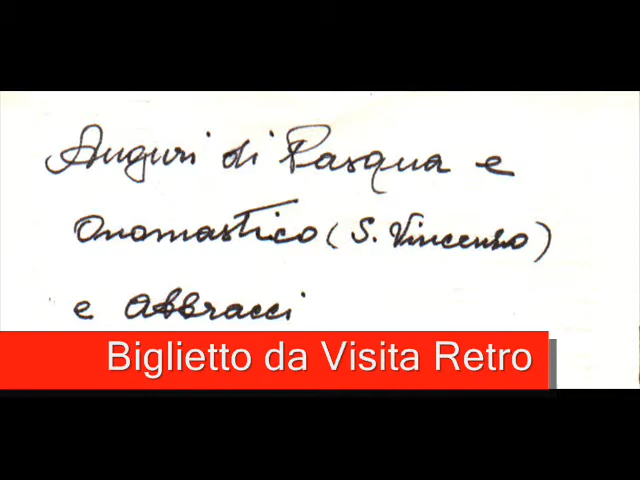 Auguri di Pasqua e
Onomastico (S. Vincenzo)
e abbracci
Biglietto da Visita Retro